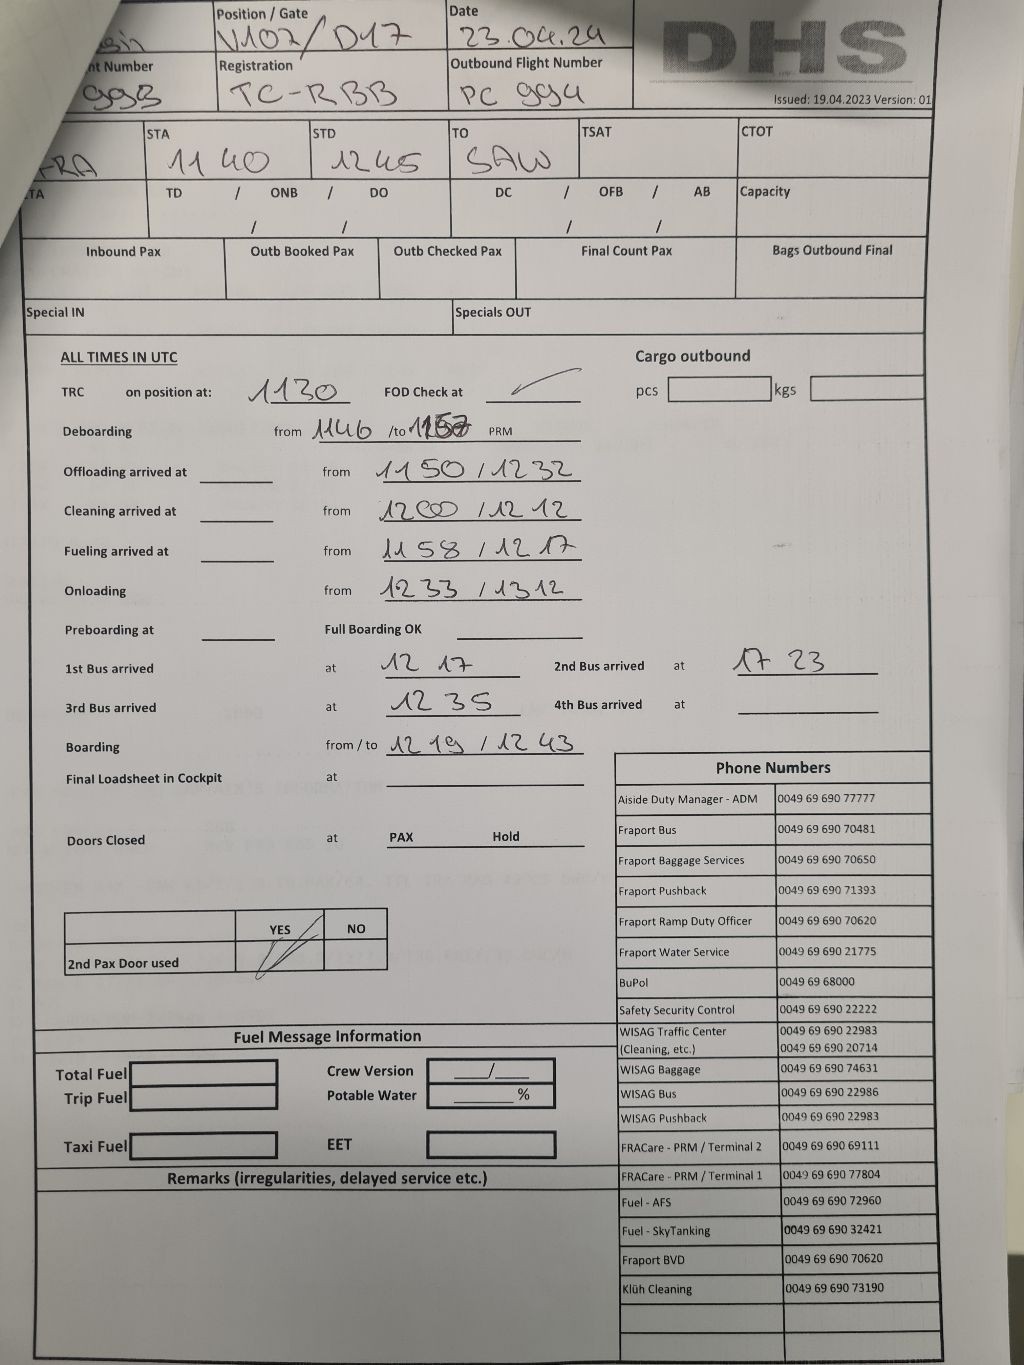 Position / Gate Date
V107/D17 23.04.24 DHS
nt Number Registration Outbound Flight Number
993 TC-RBB PC 994
Issued: 19.04.2023 Version: 01
STA STD TO TSAT CTOT
FRA 1140 1245 SAW
TA TD / ONB / DO DC / OFB / AB Capacity
/ / / /
Inbound Pax Outb Booked Pax Outb Checked Pax Final Count Pax Bags Outbound Final
Special IN Specials OUT
ALL TIMES IN UTC Cargo outbound
TRC on position at: 1130 FOD Check at ✓ pcs kgs
Deboarding from 1146 /to PRM
Offloading arrived at from 1150 / 1232
Cleaning arrived at from 1200 / 1212
Fueling arrived at from 1158 / 1217
Onloading from 1233 / 1312
Preboarding at Full Boarding OK
1st Bus arrived at 12 17 2nd Bus arrived at 17 23
3rd Bus arrived at 12 35 4th Bus arrived at
Boarding from / to 12 19 / 12 43
Final Loadsheet in Cockpit at
Doors Closed at PAX Hold
YES NO
2nd Pax Door used
Phone Numbers
Aiside Duty Manager - ADM 0049 69 690 77777
Fraport Bus 0049 69 690 70481
Fraport Baggage Services 0049 69 690 70650
Fraport Pushback 0049 69 690 71393
Fraport Ramp Duty Officer 0049 69 690 70620
Fraport Water Service 0049 69 690 21775
BuPol 0049 69 68000
Safety Security Control 0049 69 690 22222
WISAG Traffic Center 0049 69 690 22983
(Cleaning, etc.) 0049 69 690 20714
WISAG Baggage 0049 69 690 74631
WISAG Bus 0049 69 690 22986
WISAG Pushback 0049 69 690 22983
FRACare - PRM / Terminal 2 0049 69 690 69111
FRACare - PRM / Terminal 1 0049 69 690 77804
Fuel - AFS 0049 69 690 72960
Fuel - SkyTanking 0049 69 690 32421
Fraport BVD 0049 69 690 70620
Klüh Cleaning 0049 69 690 73190
Fuel Message Information
Total Fuel Crew Version /
Trip Fuel Potable Water %
Taxi Fuel EET
Remarks (irregularities, delayed service etc.)